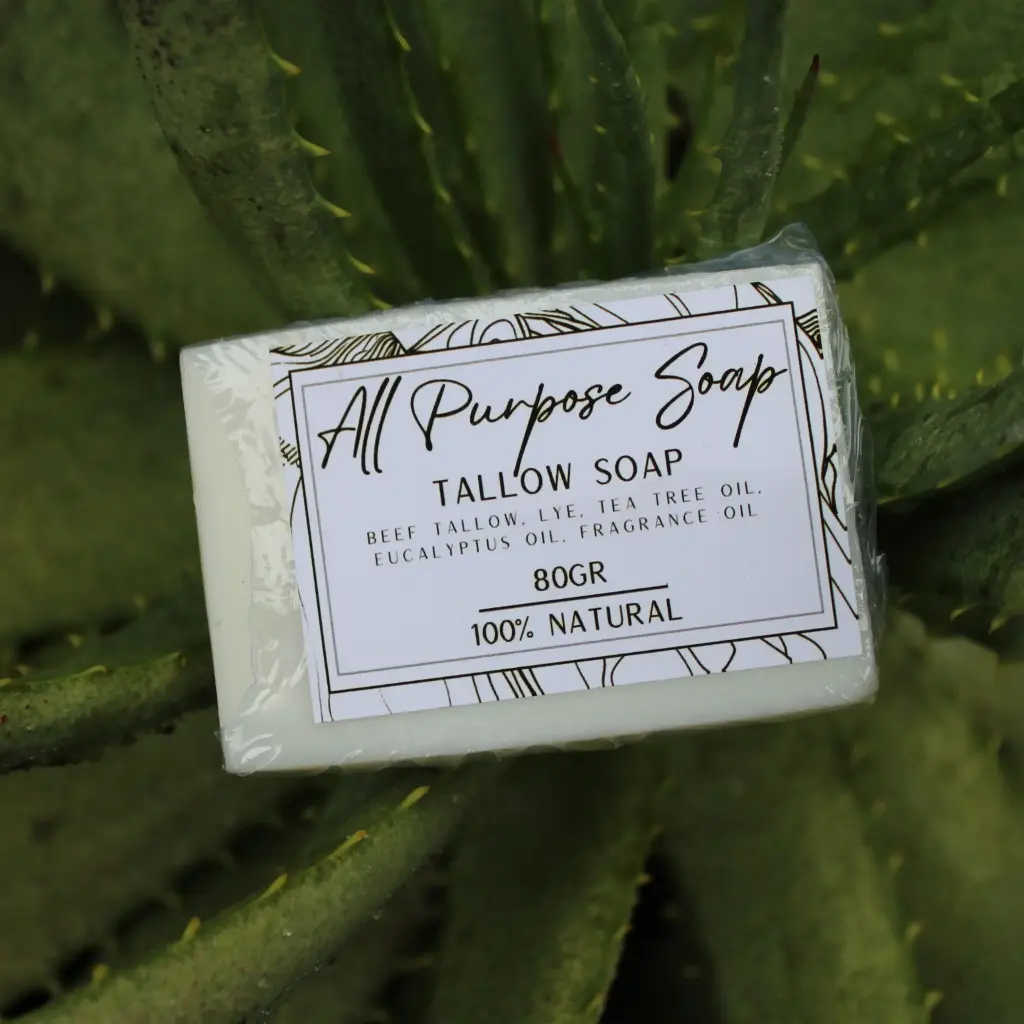 All Purpose Soap
TALLOW SOAP
BEEF TALLOW, LYE, TEA TREE OIL,
EUCALYPTUS OIL, FRAGRANCE OIL
80GR
100% NATURAL